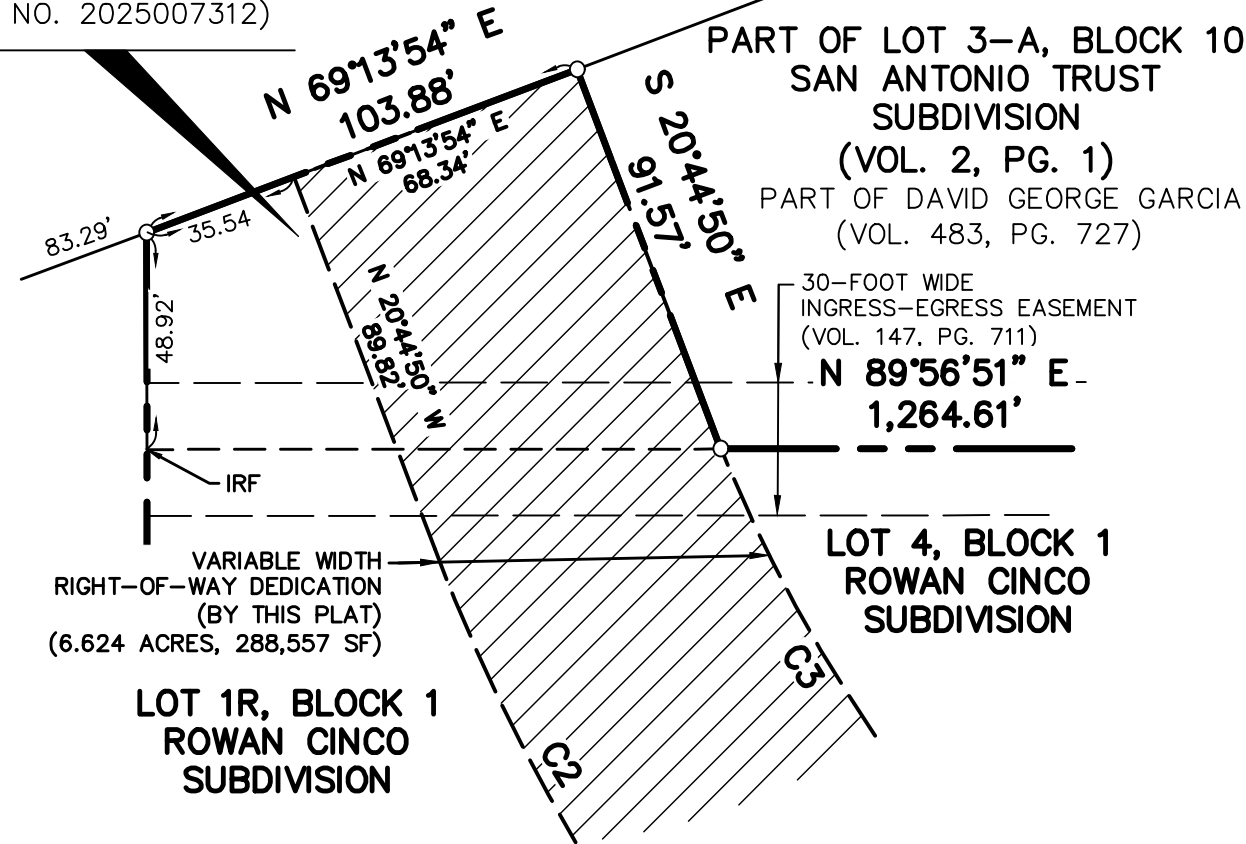 NO. 2025007312)
N 69°13'54" E
103.88'
N 69°13'54" E
68.34'
83.29'
35.54
48.92'
S 20°44'50" E
91.57'
N 20°44'50" W
89.82'
PART OF LOT 3-A, BLOCK 10
SAN ANTONIO TRUST
SUBDIVISION
(VOL. 2, PG. 1)
PART OF DAVID GEORGE GARCIA
(VOL. 483, PG. 727)
30-FOOT WIDE
INGRESS-EGRESS EASEMENT
(VOL. 147, PG. 711)
N 89°56'51" E
1,264.61'
IRF
VARIABLE WIDTH
RIGHT-OF-WAY DEDICATION
(BY THIS PLAT)
(6.624 ACRES, 288,557 SF)
LOT 4, BLOCK 1
ROWAN CINCO
SUBDIVISION
C3
LOT 1R, BLOCK 1
ROWAN CINCO
SUBDIVISION
C2